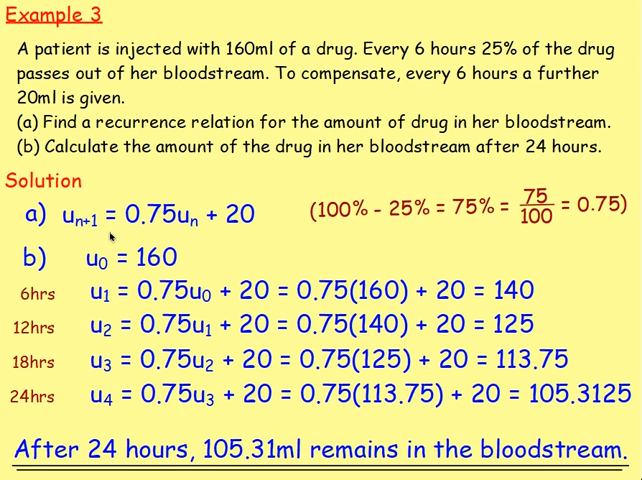 Example 3
A patient is injected with 160ml of a drug. Every 6 hours 25% of the drug
passes out of her bloodstream. To compensate, every 6 hours a further
20ml is given.
(a) Find a recurrence relation for the amount of drug in her bloodstream.
(b) Calculate the amount of the drug in her bloodstream after 24 hours.
Solution
a) uₙ₊₁ = 0.75uₙ + 20 (100% - 25% = 75% = 75/100 = 0.75)
b) u₀ = 160
6hrs u₁ = 0.75u₀ + 20 = 0.75(160) + 20 = 140
12hrs u₂ = 0.75u₁ + 20 = 0.75(140) + 20 = 125
18hrs u₃ = 0.75u₂ + 20 = 0.75(125) + 20 = 113.75
24hrs u₄ = 0.75u₃ + 20 = 0.75(113.75) + 20 = 105.3125
After 24 hours, 105.31ml remains in the bloodstream.